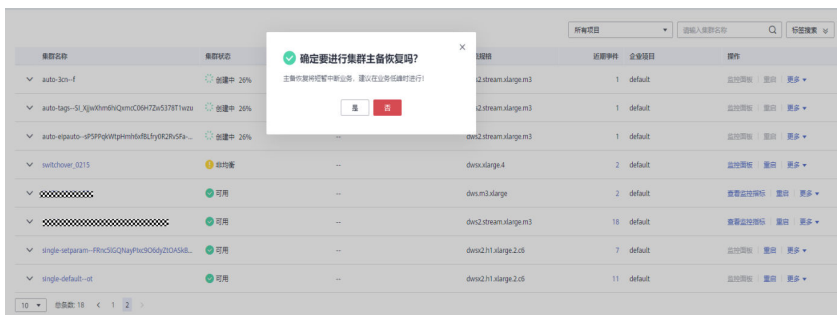 所有项目
请输入集群名称
标签搜索
集群名称 集群状态 规格 近期事件 企业项目 操作
确定要进行集群主备恢复吗?
主备恢复将短暂中断业务，建议在业务低峰时进行!
是 否
auto-3cn--f 创建中 26% s2.stream.xlarge.m3 1 default 监控面板 重启 更多
创建中 26% s2.stream.xlarge.m3 1 default 监控面板 重启 更多
创建中 26% -- dws2.stream.xlarge.m3 1 default 监控面板 重启 更多
switchover_0215 非均衡 -- dwsx.xlarge.4 2 default 监控面板 重启 更多
可用 -- dws.m3.xlarge 2 default 查看监控指标 重启 更多
可用 -- dws2.stream.xlarge.m3 18 default 查看监控指标 重启 更多
可用 -- dwsx2.h1.xlarge.2.c6 7 default 监控面板 重启 更多
single-default--ot 可用 -- dwsx2.h1.xlarge.2.c6 11 default 监控面板 重启 更多
10 总条数: 18 < 1 2 >